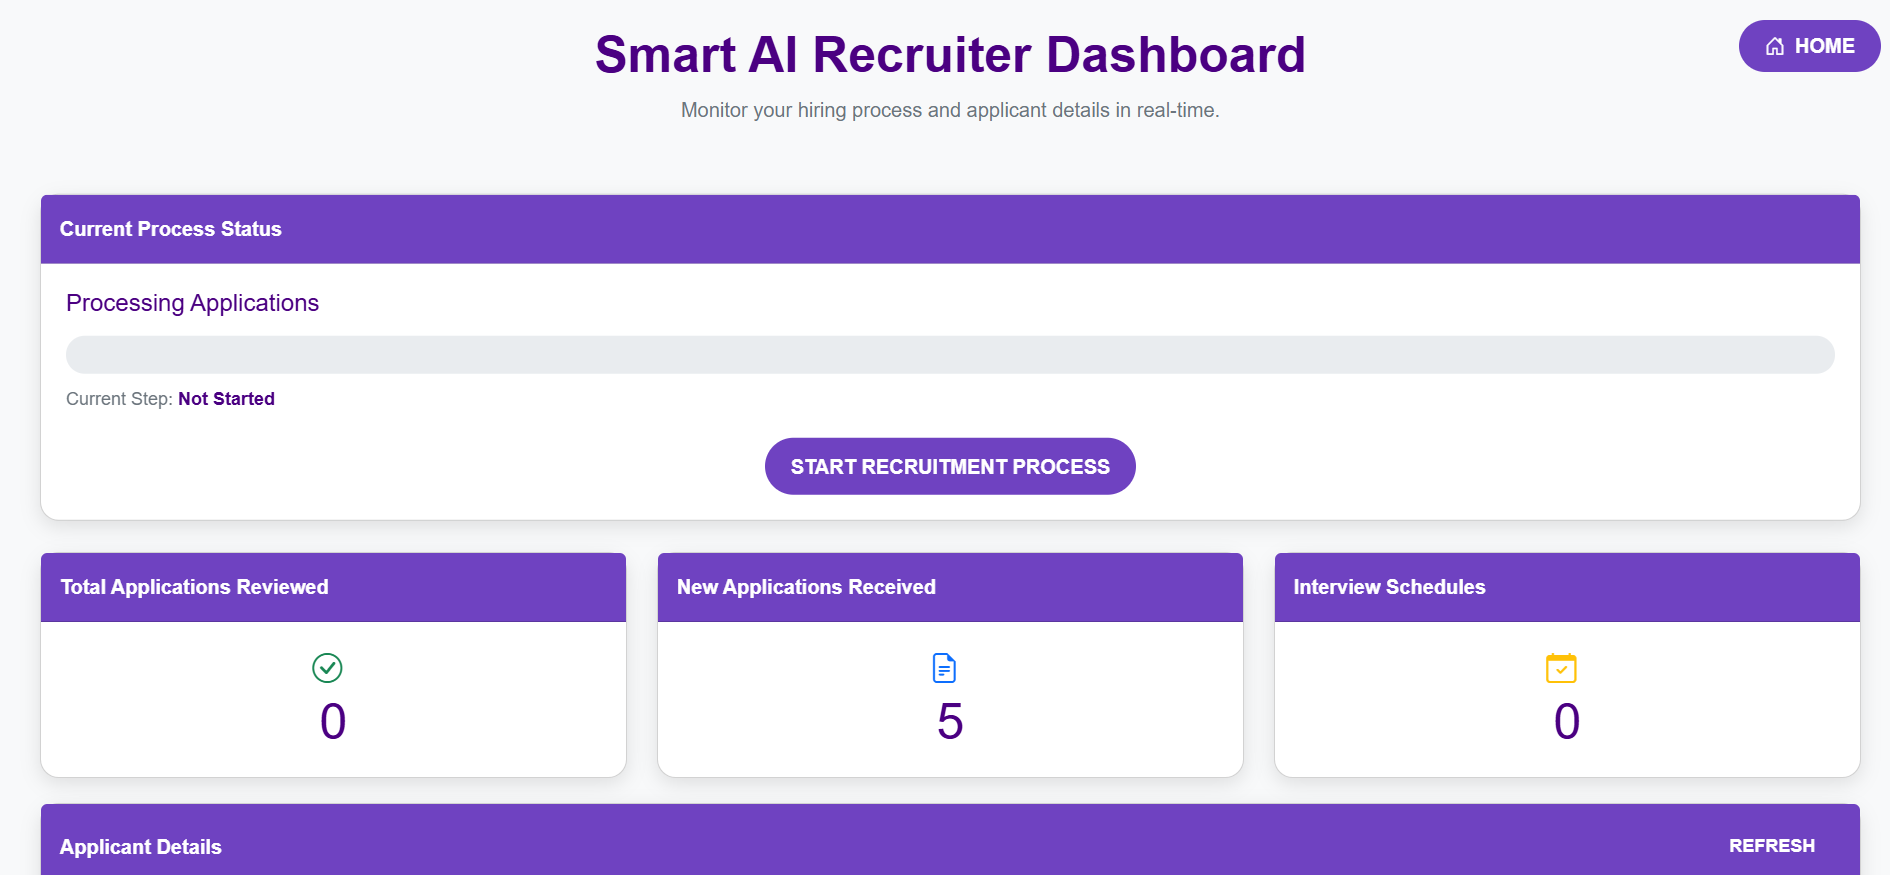 Smart AI Recruiter Dashboard
HOME
Monitor your hiring process and applicant details in real-time.
Current Process Status
Processing Applications
Current Step: Not Started
START RECRUITMENT PROCESS
Total Applications Reviewed
0
New Applications Received
5
Interview Schedules
0
Applicant Details
REFRESH